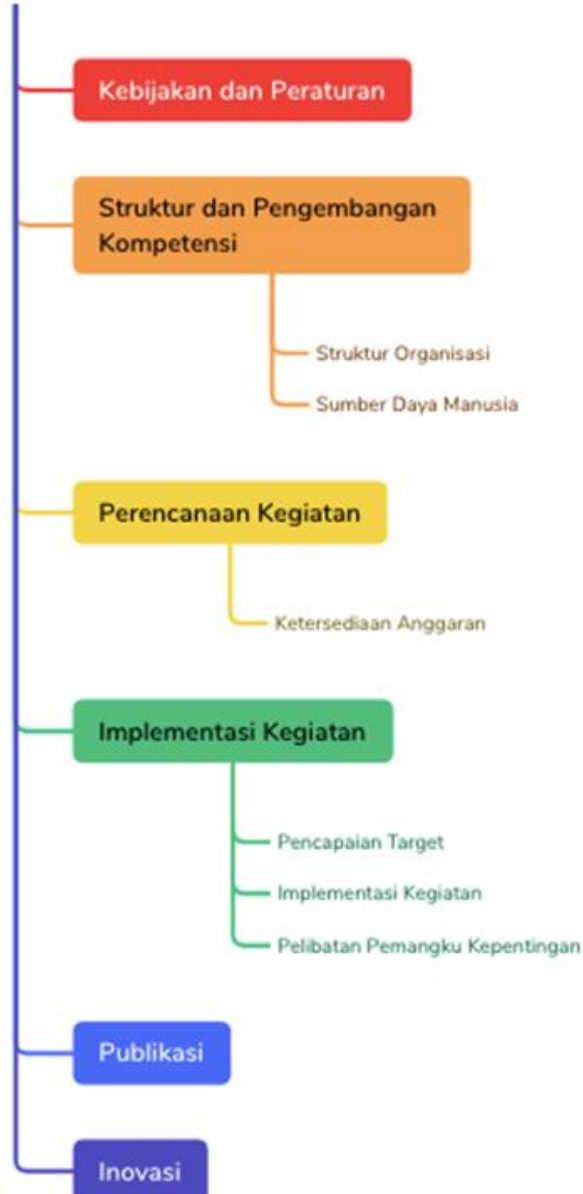 Kebijakan dan Peraturan
Struktur dan Pengembangan
Kompetensi
Struktur Organisasi
Sumber Daya Manusia
Perencanaan Kegiatan
Ketersediaan Anggaran
Implementasi Kegiatan
Pencapaian Target
Implementasi Kegiatan
Pelibatan Pemangku Kepentingan
Publikasi
Inovasi